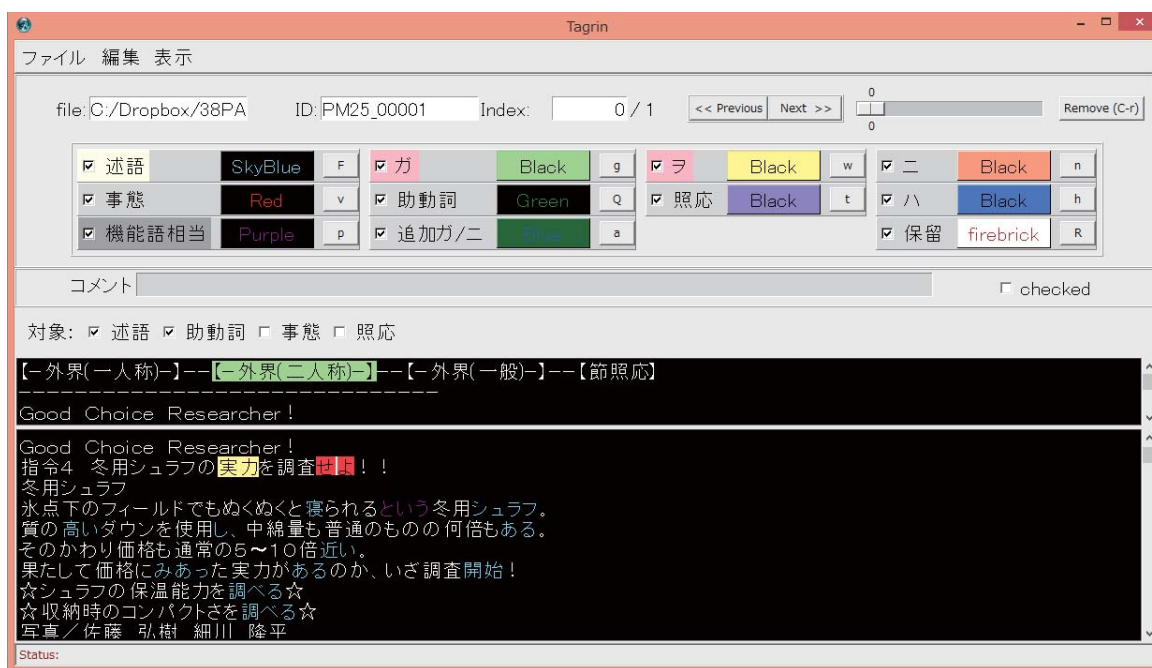 Tagrin
ファイル 編集 表示
file: C:/Dropbox/38PA ID: PM25_00001 Index: 0 / 1 << Previous Next >> 0 0 Remove (C-r)
述語 SkyBlue F ガ Black g ヲ Black w ニ Black n
事態 Red v 助動詞 Green Q 照応 Black t ハ Black h
機能語相当 Purple p 追加ガ/ニ Blue a 保留 firebrick R
コメント checked
対象: 述語 助動詞 事態 照応
【-外界(一人称)-】--【-外界(二人称)-】--【-外界(一般)-】--【節照応】
--------------------------------
Good Choice Researcher!
Good Choice Researcher!
指令4 冬用シュラフの実力を調査せよ!!
冬用シュラフ
氷点下のフィールドでもぬくぬくと寝られるという冬用シュラフ。
質の高いダウンを使用し、中綿量も普通のものの何倍もある。
そのかわり価格も通常の5〜10倍近い。
果たして価格にみあった実力があるのか、いざ調査開始!
☆シュラフの保温能力を調べる☆
☆収納時のコンパクトさを調べる☆
写真/佐藤 弘樹 細川 隆平
Status: